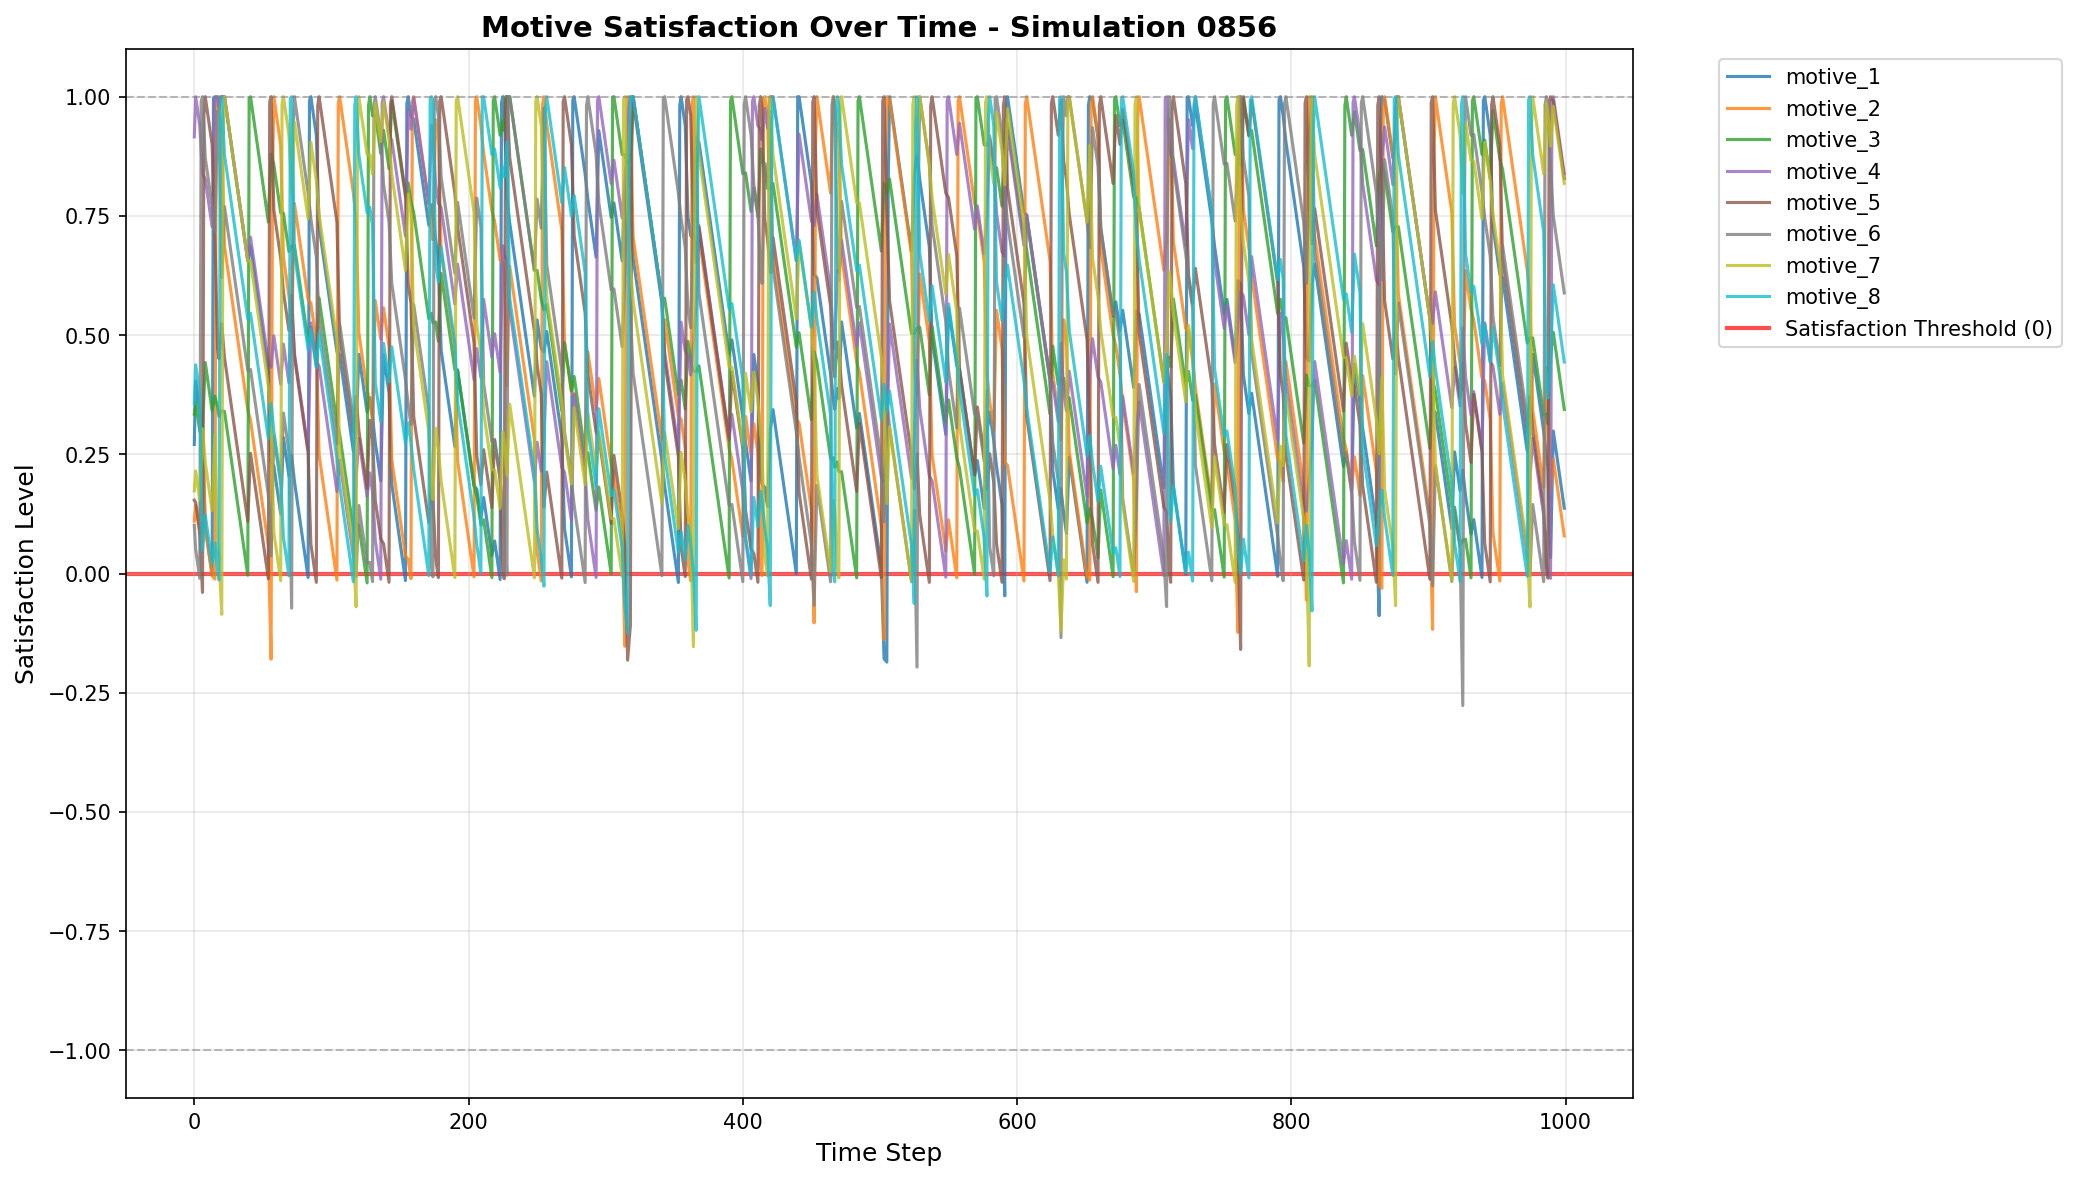 Motive Satisfaction Over Time - Simulation 0856
1.00
0.75
0.50
0.25
0.00
−0.25
−0.50
−0.75
−1.00
Satisfaction Level
0
200
400
600
800
1000
Time Step
motive_1
motive_2
motive_3
motive_4
motive_5
motive_6
motive_7
motive_8
Satisfaction Threshold (0)